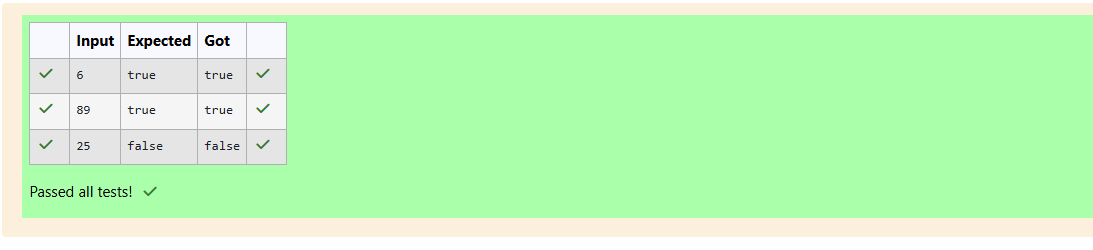 Input Expected Got
6 true true
89 true true
25 false false
Passed all tests!